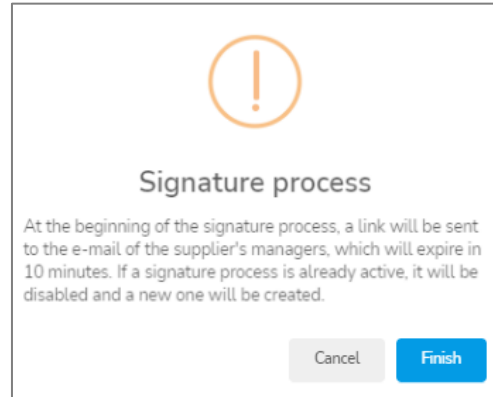 Signature process
At the beginning of the signature process, a link will be sent
to the e-mail of the supplier's managers, which will expire in
10 minutes. If a signature process is already active, it will be
disabled and a new one will be created.
Cancel
Finish